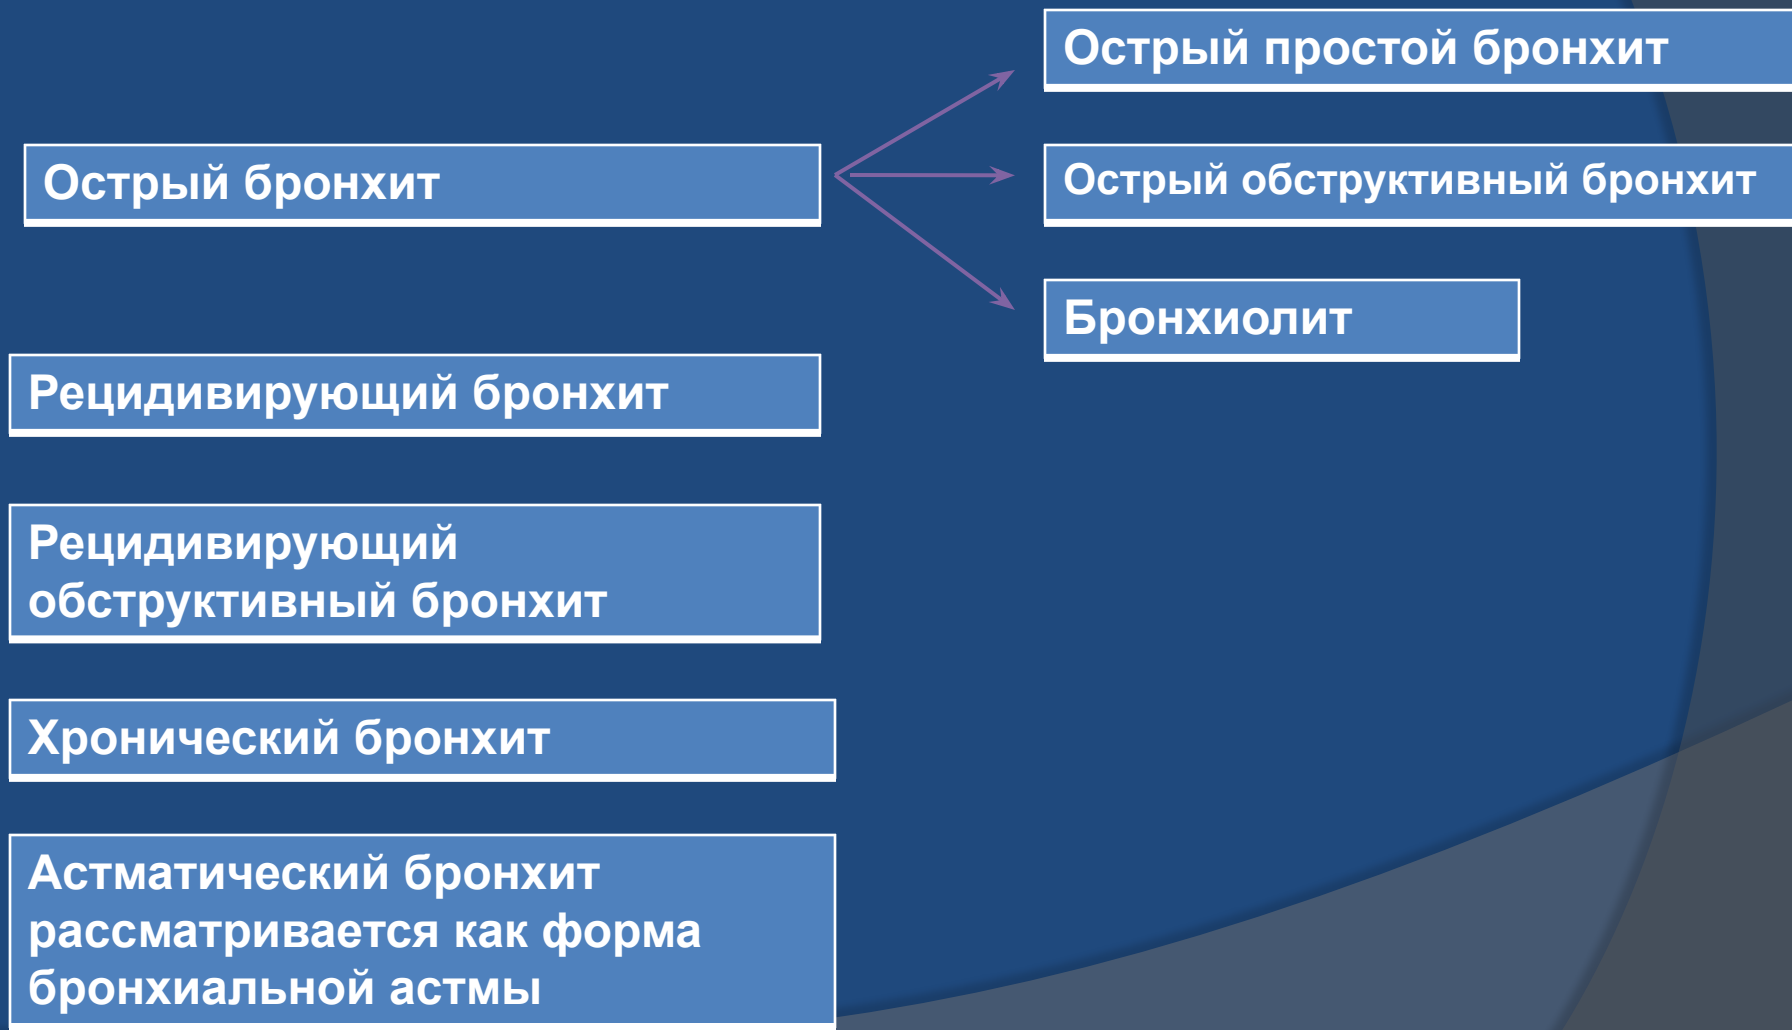 Острый бронхит
Острый простой бронхит
Острый обструктивный бронхит
Бронхиолит
Рецидивирующий бронхит
Рецидивирующий
обструктивный бронхит
Хронический бронхит
Астматический бронхит
рассматривается как форма
бронхиальной астмы